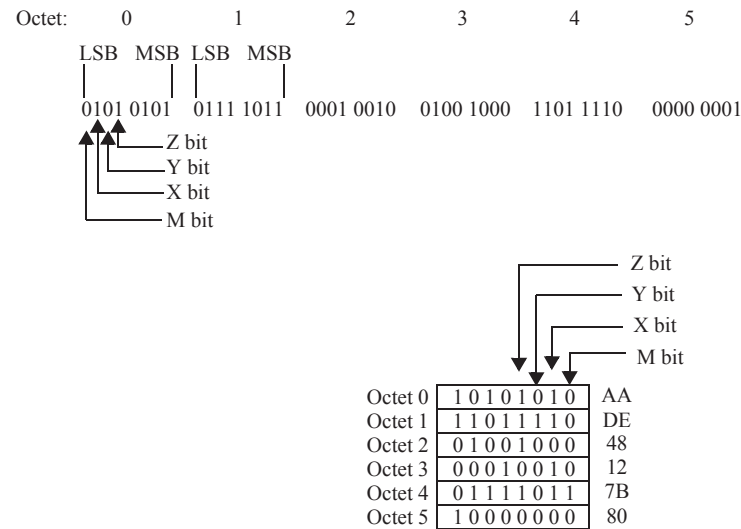 Octet: 0 1 2 3 4 5
LSB MSB LSB MSB
0101 0101 0111 1011 0001 0010 0100 1000 1101 1110 0000 0001
Z bit
Y bit
X bit
M bit
Z bit
Y bit
X bit
M bit
Octet 0 1 0 1 0 1 0 1 0 AA
Octet 1 1 1 0 1 1 1 1 0 DE
Octet 2 0 1 0 0 1 0 0 0 48
Octet 3 0 0 0 1 0 0 1 0 12
Octet 4 0 1 1 1 1 0 1 1 7B
Octet 5 1 0 0 0 0 0 0 0 80